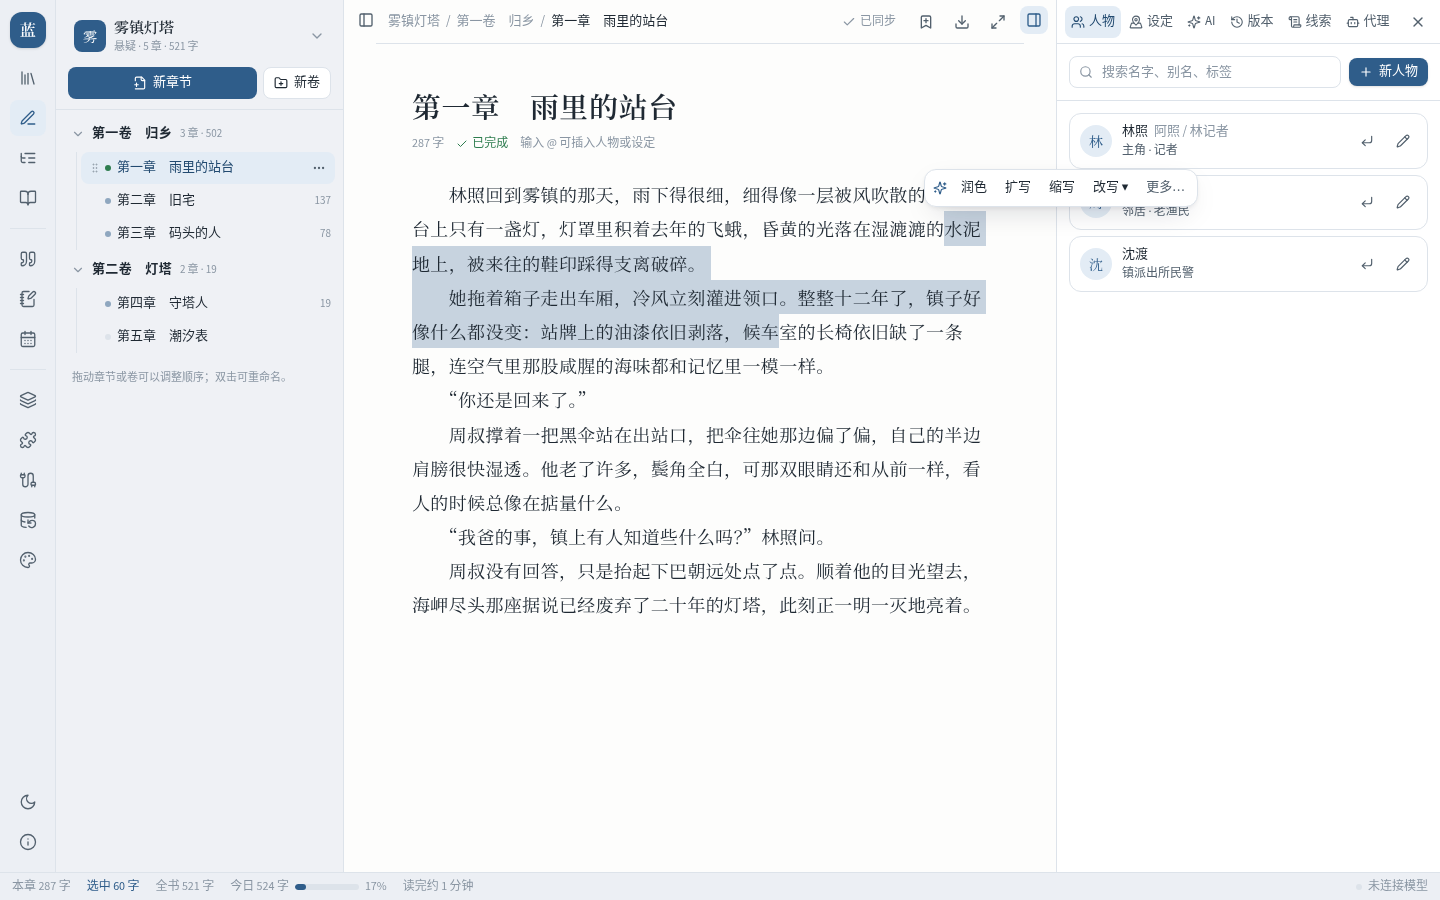 蓝
雾
雾镇灯塔
悬疑 · 5 章 · 521 字
新章节
新卷
第一卷 归乡 3 章 · 502
第一章 雨里的站台
第二章 旧宅 137
第三章 码头的人 78
第二卷 灯塔 2 章 · 19
第四章 守塔人 19
第五章 潮汐表
拖动章节或卷可以调整顺序；双击可重命名。
雾镇灯塔 / 第一卷 归乡 / 第一章 雨里的站台
已同步
第一章 雨里的站台
287 字 已完成 输入 @ 可插入人物或设定
林照回到雾镇的那天，雨下得很细，细得像一层被风吹散的
台上只有一盏灯，灯罩里积着去年的飞蛾，昏黄的光落在湿漉漉的水泥
地上，被来往的鞋印踩得支离破碎。
她拖着箱子走出车厢，冷风立刻灌进领口。整整十二年了，镇子好
像什么都没变：站牌上的油漆依旧剥落，候车室的长椅依旧缺了一条
腿，连空气里那股咸腥的海味都和记忆里一模一样。
“你还是回来了。”
周叔撑着一把黑伞站在出站口，把伞往她那边偏了偏，自己的半边
肩膀很快湿透。他老了许多，鬓角全白，可那双眼睛还和从前一样，看
人的时候总像在掂量什么。
“我爸的事，镇上有人知道些什么吗？”林照问。
周叔没有回答，只是抬起下巴朝远处点了点。顺着他的目光望去，
海岬尽头那座据说已经废弃了二十年的灯塔，此刻正一明一灭地亮着。
润色 扩写 缩写 改写 ▾ 更多…
人物 设定 AI 版本 线索 代理
搜索名字、别名、标签
新人物
林
林照 阿照 / 林记者
主角 · 记者
邻居 · 老渔民
沈
沈渡
镇派出所民警
本章 287 字 选中 60 字 全书 521 字 今日 524 字 17% 读完约 1 分钟
未连接模型